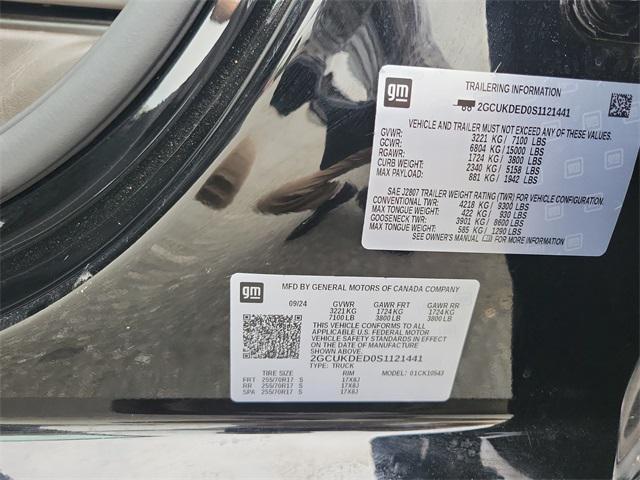 gm
TRAILERING INFORMATION
2GCUKDED0S1121441
VEHICLE AND TRAILER MUST NOT EXCEED ANY OF THESE VALUES.
GVWR: 3221 KG / 7100 LBS
GCWR: 6804 KG / 15000 LBS
RGAWR: 1724 KG / 3800 LBS
CURB WEIGHT: 2340 KG / 5158 LBS
MAX PAYLOAD: 881 KG / 1942 LBS
SAE J2807 TRAILER WEIGHT RATING (TWR) FOR VEHICLE CONFIGURATION.
CONVENTIONAL TWR: 4218 KG / 9300 LBS
MAX TONGUE WEIGHT: 422 KG / 930 LBS
GOOSENECK TWR: 3901 KG / 8600 LBS
MAX TONGUE WEIGHT: 585 KG / 1290 LBS
SEE OWNER'S MANUAL FOR MORE INFORMATION
gm
MFD BY GENERAL MOTORS OF CANADA COMPANY
09/24 GVWR GAWR FRT GAWR RR
3221KG 1724 KG 1724 KG
7100 LB 3800 LB 3800 LB
THIS VEHICLE CONFORMS TO ALL
APPLICABLE U.S. FEDERAL MOTOR
VEHICLE SAFETY STANDARDS IN EFFECT
ON THE DATE OF MANUFACTURE
SHOWN ABOVE.
2GCUKDED0S1121441
TYPE: TRUCK
TIRE SIZE RIM MODEL: 01CK10543
FRT 255/70R17 S 17X8J
RR 255/70R17 S 17X8J
SPA 255/70R17 S 17X8J